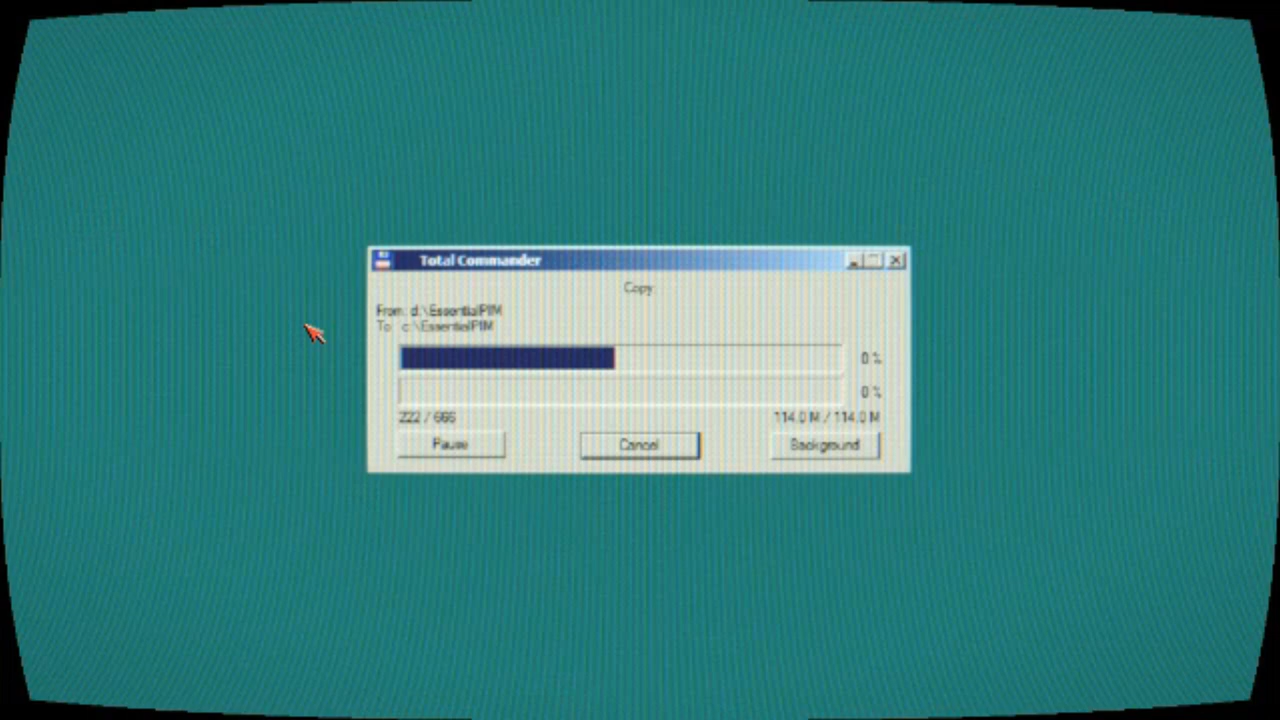 Total Commander
Copy
From: d:\EssentialPIM
To: c:\EssentialPIM
0 %
0 %
222 / 666
114.0 M / 114.0 M
Pause
Cancel
Background